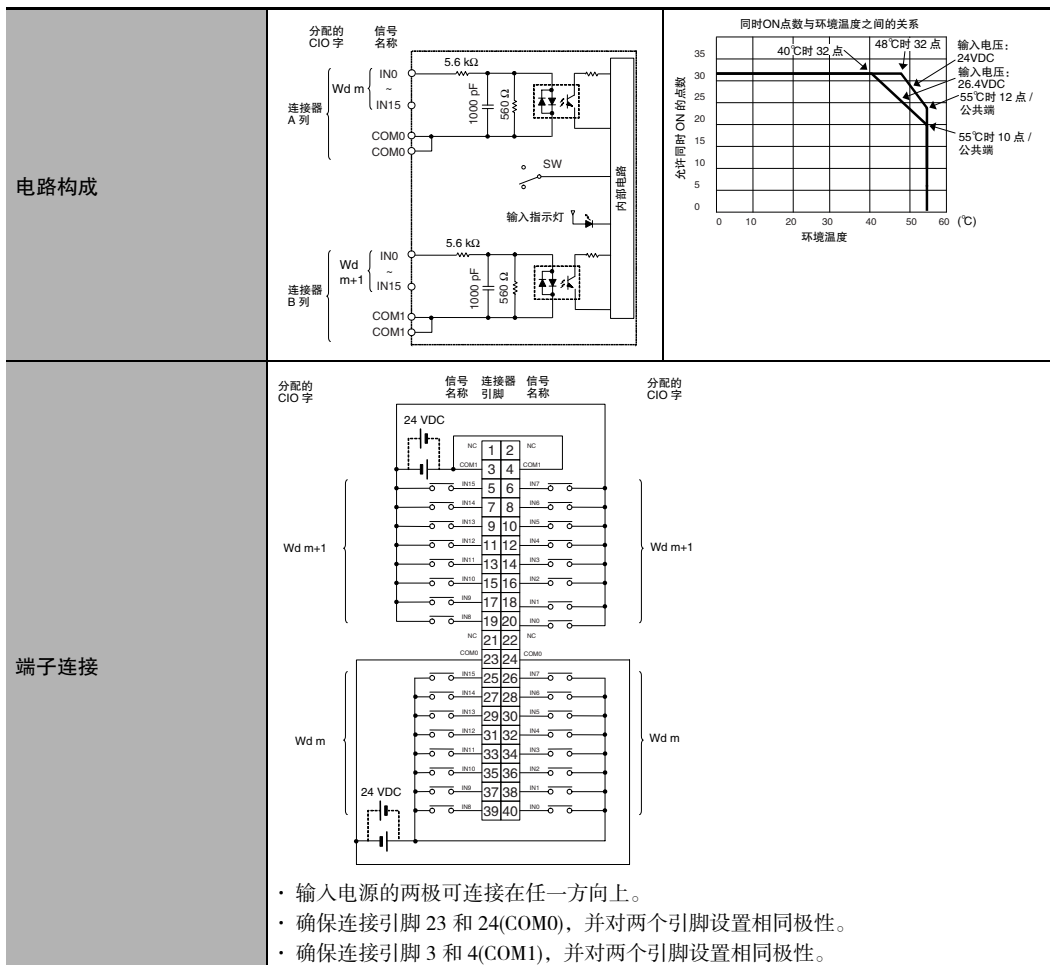 电路构成
分配的
CIO 字
信号
名称
连接器
A 列
Wd m
IN0
~
IN15
COM0
COM0
5.6 kΩ
1000 pF
560 Ω
SW
输入指示灯
内部电路
连接器
B 列
Wd
m+1
IN0
~
IN15
COM1
COM1
5.6 kΩ
1000 pF
560 Ω
同时ON点数与环境温度之间的关系
允许同时 ON 的点数
35
30
25
20
15
10
5
0
0 10 20 30 40 50 60 (℃)
环境温度
40℃时 32 点
48℃时 32 点
输入电压：
24VDC
输入电压：
26.4VDC
55℃时 12 点 /
公共端
55℃时 10 点 /
公共端
端子连接
分配的
CIO 字
信号
名称
连接器
引脚
信号
名称
分配的
CIO 字
24 VDC
NC 1 2 NC
COM1 3 4 COM1
IN15 5 6 IN7
IN14 7 8 IN6
IN13 9 10 IN5
IN12 11 12 IN4
IN11 13 14 IN3
IN10 15 16 IN2
IN9 17 18 IN1
IN8 19 20 IN0
Wd m+1
Wd m+1
NC 21 22 NC
COM0 23 24 COM0
IN15 25 26 IN7
IN14 27 28 IN6
IN13 29 30 IN5
IN12 31 32 IN4
IN11 33 34 IN3
IN10 35 36 IN2
IN9 37 38 IN1
IN8 39 40 IN0
Wd m
Wd m
24 VDC
· 输入电源的两极可连接在任一方向上。
· 确保连接引脚 23 和 24(COM0)，并对两个引脚设置相同极性。
· 确保连接引脚 3 和 4(COM1)，并对两个引脚设置相同极性。